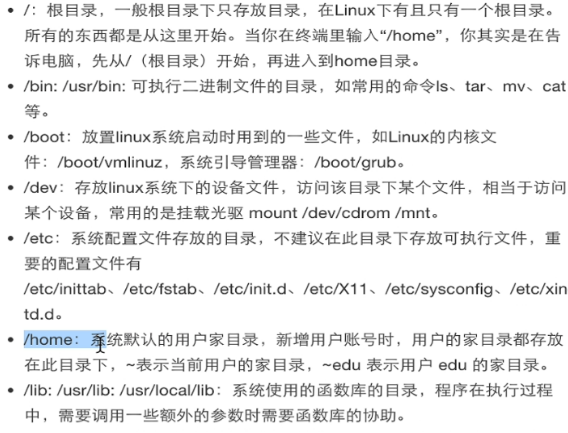 • /：根目录，一般根目录下只存放目录，在Linux下有且只有一个根目录。
所有的东西都是从这里开始。当你在终端里输入“/home”，你其实是在告
诉电脑，先从/（根目录）开始，再进入到home目录。
• /bin: /usr/bin: 可执行二进制文件的目录，如常用的命令ls、tar、mv、cat
等。
• /boot：放置linux系统启动时用到的一些文件，如Linux的内核文
件：/boot/vmlinuz，系统引导管理器：/boot/grub。
• /dev：存放linux系统下的设备文件，访问该目录下某个文件，相当于访问
某个设备，常用的是挂载光驱 mount /dev/cdrom /mnt。
• /etc：系统配置文件存放的目录，不建议在此目录下存放可执行文件，重
要的配置文件有
/etc/inittab、/etc/fstab、/etc/init.d、/etc/X11、/etc/sysconfig、/etc/xin
td.d。
• /home：系统默认的用户家目录，新增用户账号时，用户的家目录都存放
在此目录下，~表示当前用户的家目录，~edu 表示用户 edu 的家目录。
• /lib: /usr/lib: /usr/local/lib：系统使用的函数库的目录，程序在执行过程
中，需要调用一些额外的参数时需要函数库的协助。